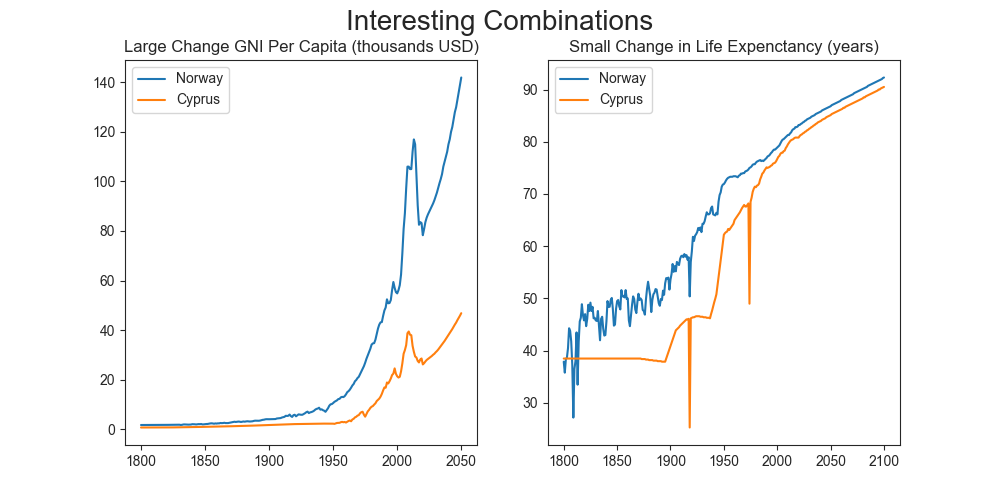 Interesting Combinations
Large Change GNI Per Capita (thousands USD)
Norway
Cyprus
140
120
100
80
60
40
20
0
1800 1850 1900 1950 2000 2050
Small Change in Life Expenctancy (years)
Norway
Cyprus
90
80
70
60
50
40
30
1800 1850 1900 1950 2000 2050 2100